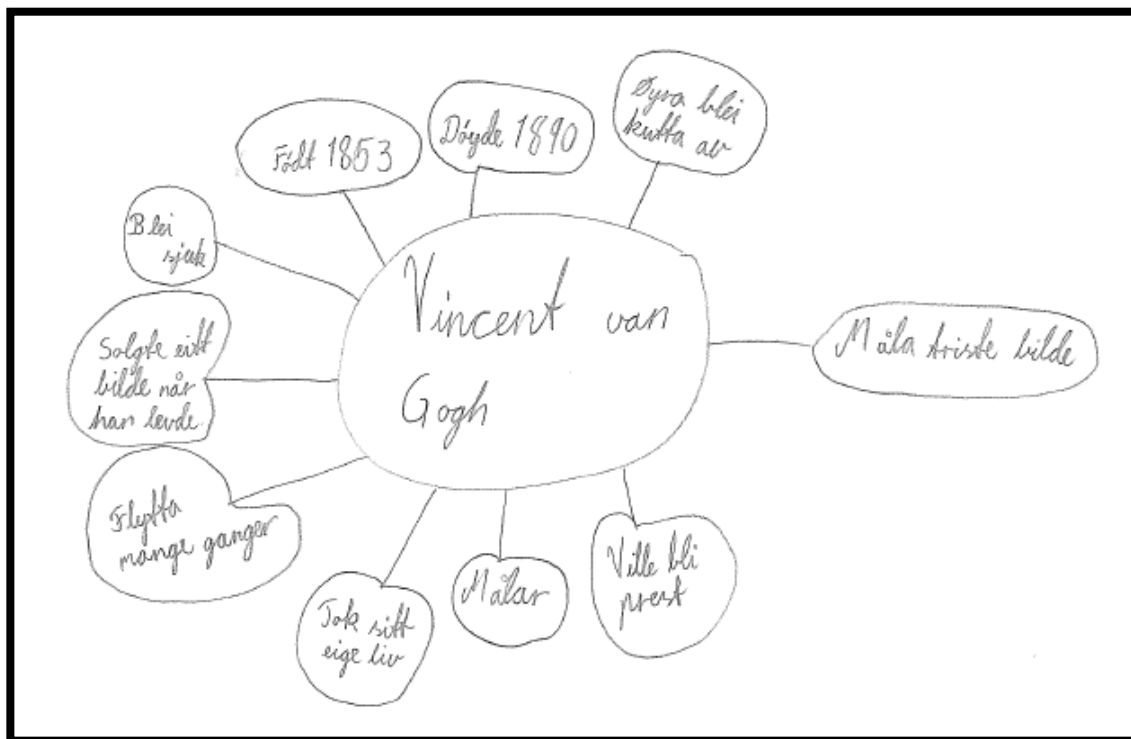 Født 1853
Døyde 1890
Øyra blei
kutta av
Blei
sjuk
Vincent van
Gogh
Måla triste bilde
Solgte eitt
bilde når
han levde.
Flytta
mange ganger
Tok sitt
eige liv
Målar
Ville bli
prest